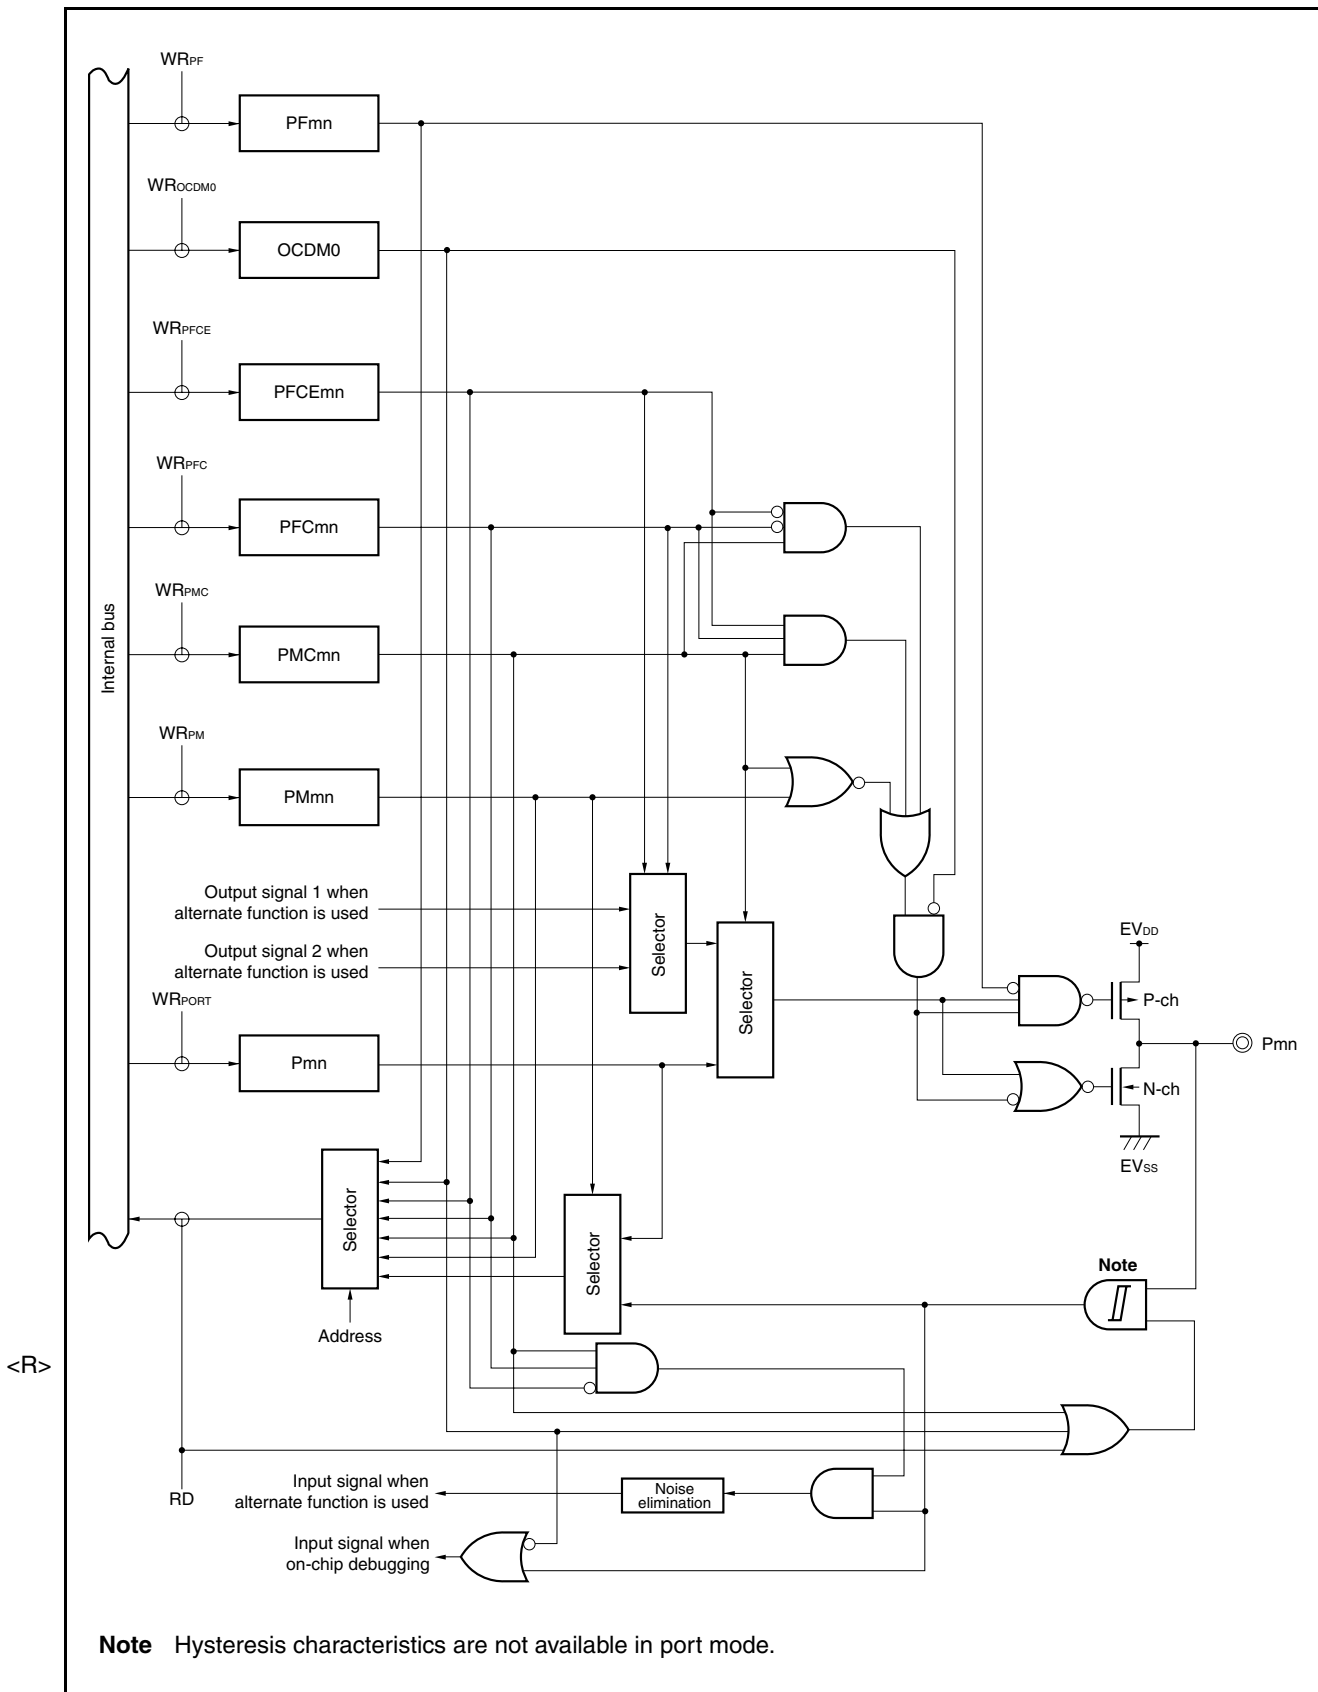 WRPF
PFmn
WROCDM0
OCDM0
WRPFCE
PFCEmn
WRPFC
PFCmn
WRPMC
PMCmn
Internal bus
WRPM
PMmn
Output signal 1 when
alternate function is used
Output signal 2 when
alternate function is used
Selector
Selector
WRPORT
Pmn
EVDD
P-ch
Pmn
N-ch
EVSS
Selector
Selector
Address
Note
<R>
RD
Input signal when
alternate function is used
Noise
elimination
Input signal when
on-chip debugging
Note Hysteresis characteristics are not available in port mode.